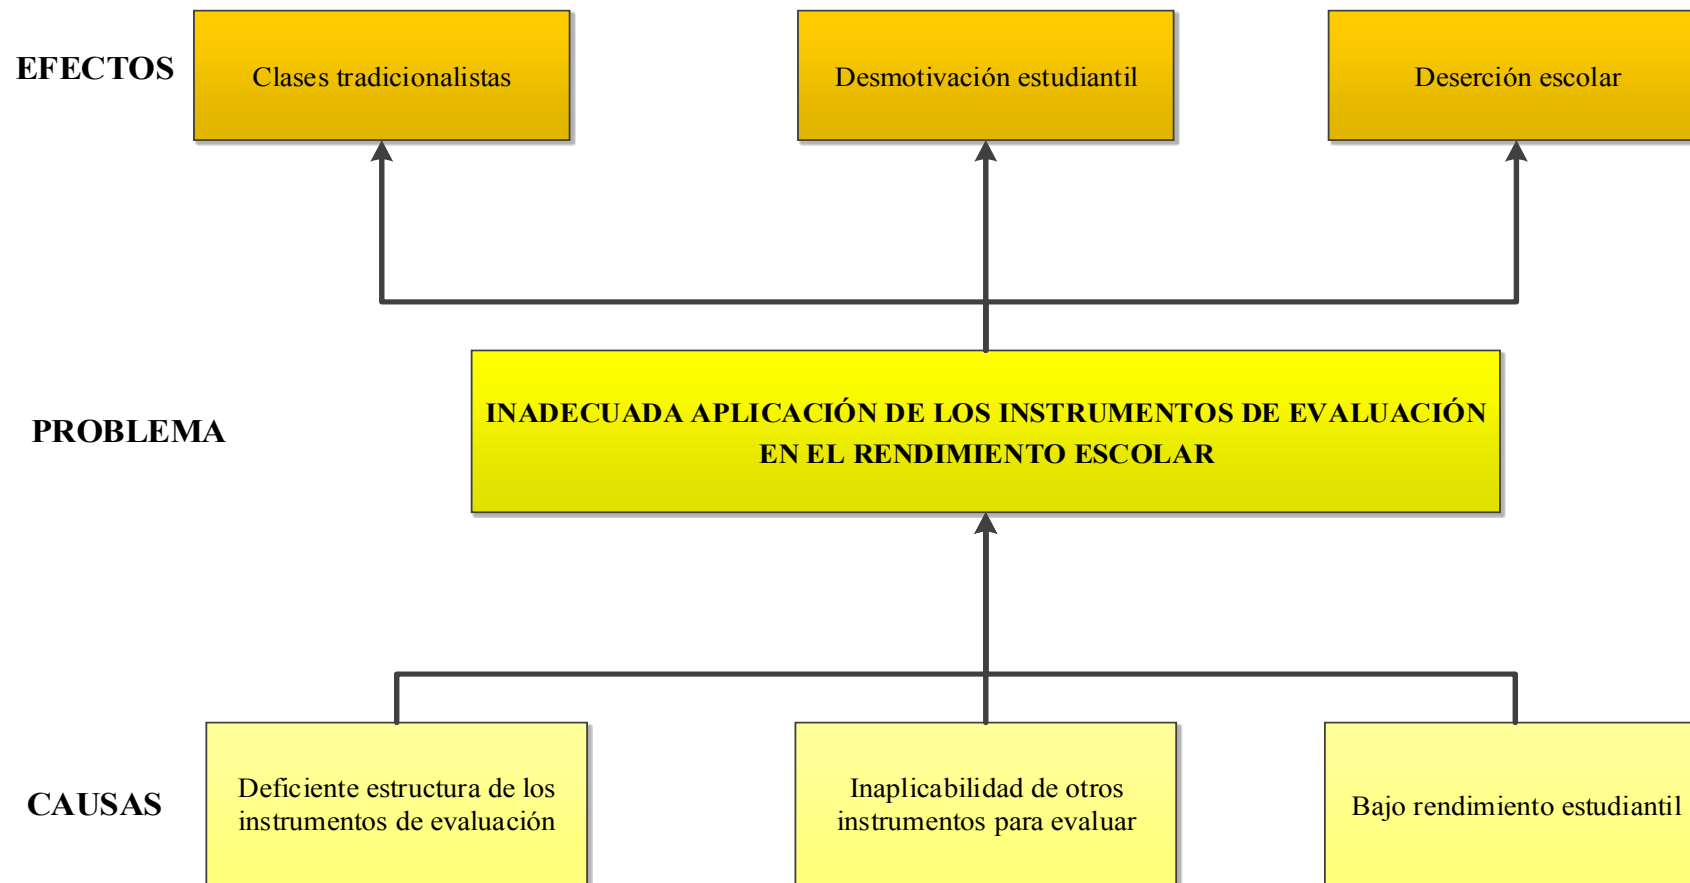 EFECTOS
Clases tradicionalistas
Desmotivación estudiantil
Deserción escolar
PROBLEMA
INADECUADA APLICACIÓN DE LOS INSTRUMENTOS DE EVALUACIÓN
EN EL RENDIMIENTO ESCOLAR
CAUSAS
Deficiente estructura de los
instrumentos de evaluación
Inaplicabilidad de otros
instrumentos para evaluar
Bajo rendimiento estudiantil